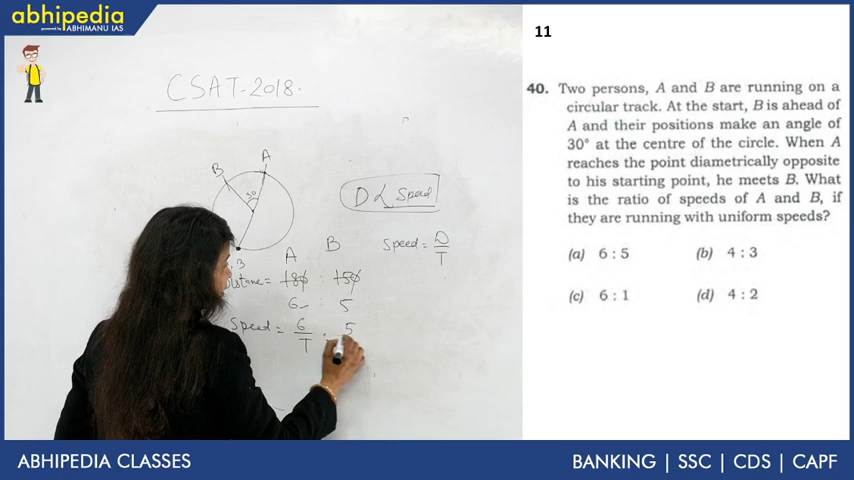 abhipedia
powered by ABHIMANU IAS
11
CSAT-2018.
40. Two persons, A and B are running on a
circular track. At the start, B is ahead of
A and their positions make an angle of
30° at the centre of the circle. When A
reaches the point diametrically opposite
to his starting point, he meets B. What
is the ratio of speeds of A and B, if
they are running with uniform speeds?
(a) 6 : 5
(b) 4 : 3
(c) 6 : 1
(d) 4 : 2
B
A
30
D α Speed
A
B
Speed = D/T
Distane = 180 : 150
6 : 5
Speed = 6/T : 5
ABHIPEDIA CLASSES
BANKING | SSC | CDS | CAPF